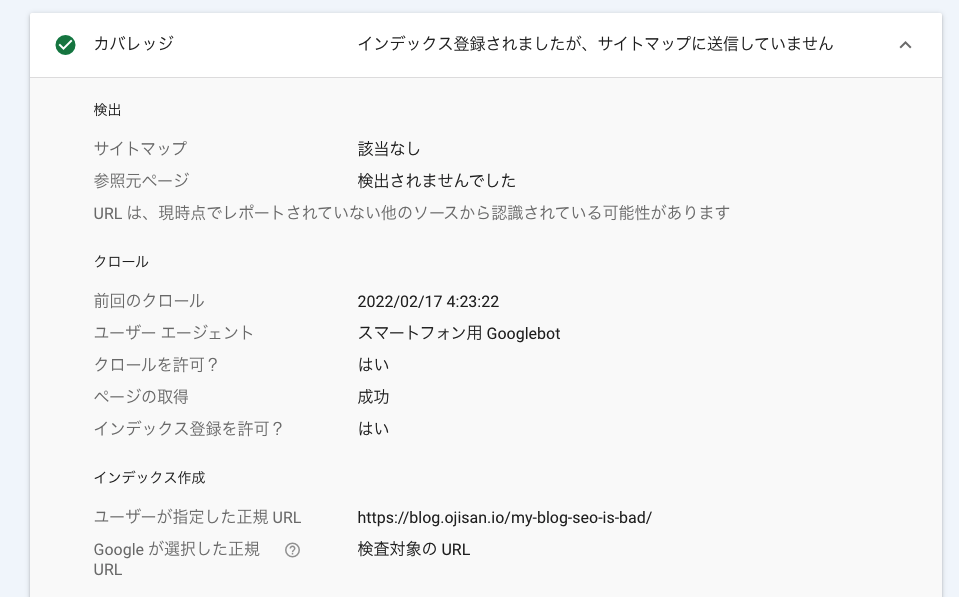 カバレッジ インデックス登録されましたが、サイトマップに送信していません
検出
サイトマップ 該当なし
参照元ページ 検出されませんでした
URL は、現時点でレポートされていない他のソースから認識されている可能性があります
クロール
前回のクロール 2022/02/17 4:23:22
ユーザー エージェント スマートフォン用 Googlebot
クロールを許可？ はい
ページの取得 成功
インデックス登録を許可？ はい
インデックス作成
ユーザーが指定した正規 URL https://blog.ojisan.io/my-blog-seo-is-bad/
Google が選択した正規 検査対象の URL
URL